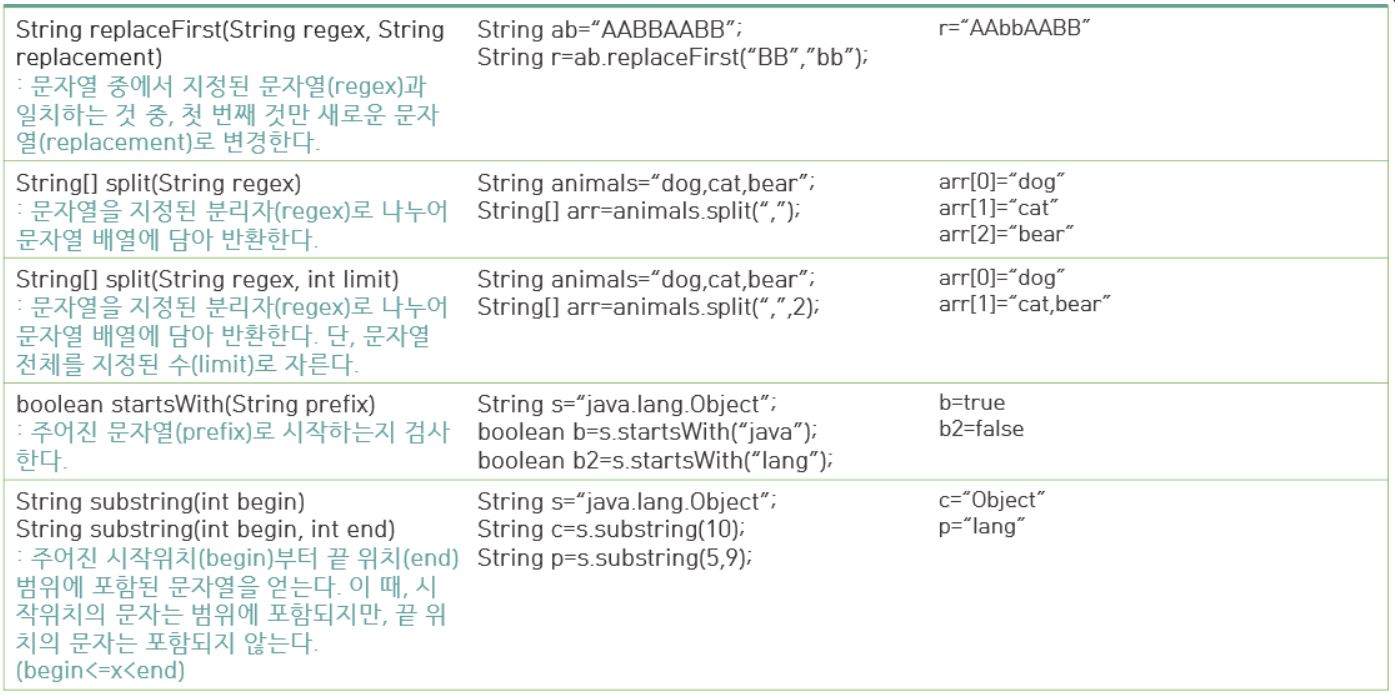 String replaceFirst(String regex, String
replacement)
: 문자열 중에서 지정된 문자열(regex)과
일치하는 것 중, 첫 번째 것만 새로운 문자
열(replacement)로 변경한다.
String ab=“AABBAABB”;
String r=ab.replaceFirst(“BB”,”bb”);
r=“AAbbAABB”
String[] split(String regex)
: 문자열을 지정된 분리자(regex)로 나누어
문자열 배열에 담아 반환한다.
String animals=“dog,cat,bear”;
String[] arr=animals.split(“,”);
arr[0]=“dog”
arr[1]=“cat”
arr[2]=“bear”
String[] split(String regex, int limit)
: 문자열을 지정된 분리자(regex)로 나누어
문자열 배열에 담아 반환한다. 단, 문자열
전체를 지정된 수(limit)로 자른다.
String animals=“dog,cat,bear”;
String[] arr=animals.split(“,”,2);
arr[0]=“dog”
arr[1]=“cat,bear”
boolean startsWith(String prefix)
: 주어진 문자열(prefix)로 시작하는지 검사
한다.
String s=“java.lang.Object”;
boolean b=s.startsWith(“java”);
boolean b2=s.startsWith(“lang”);
b=true
b2=false
String substring(int begin)
String substring(int begin, int end)
: 주어진 시작위치(begin)부터 끝 위치(end)
범위에 포함된 문자열을 얻는다. 이 때, 시
작위치의 문자는 범위에 포함되지만, 끝 위
치의 문자는 포함되지 않는다.
(begin<=x<end)
String s=“java.lang.Object”;
String c=s.substring(10);
String p=s.substring(5,9);
c=“Object”
p=“lang”